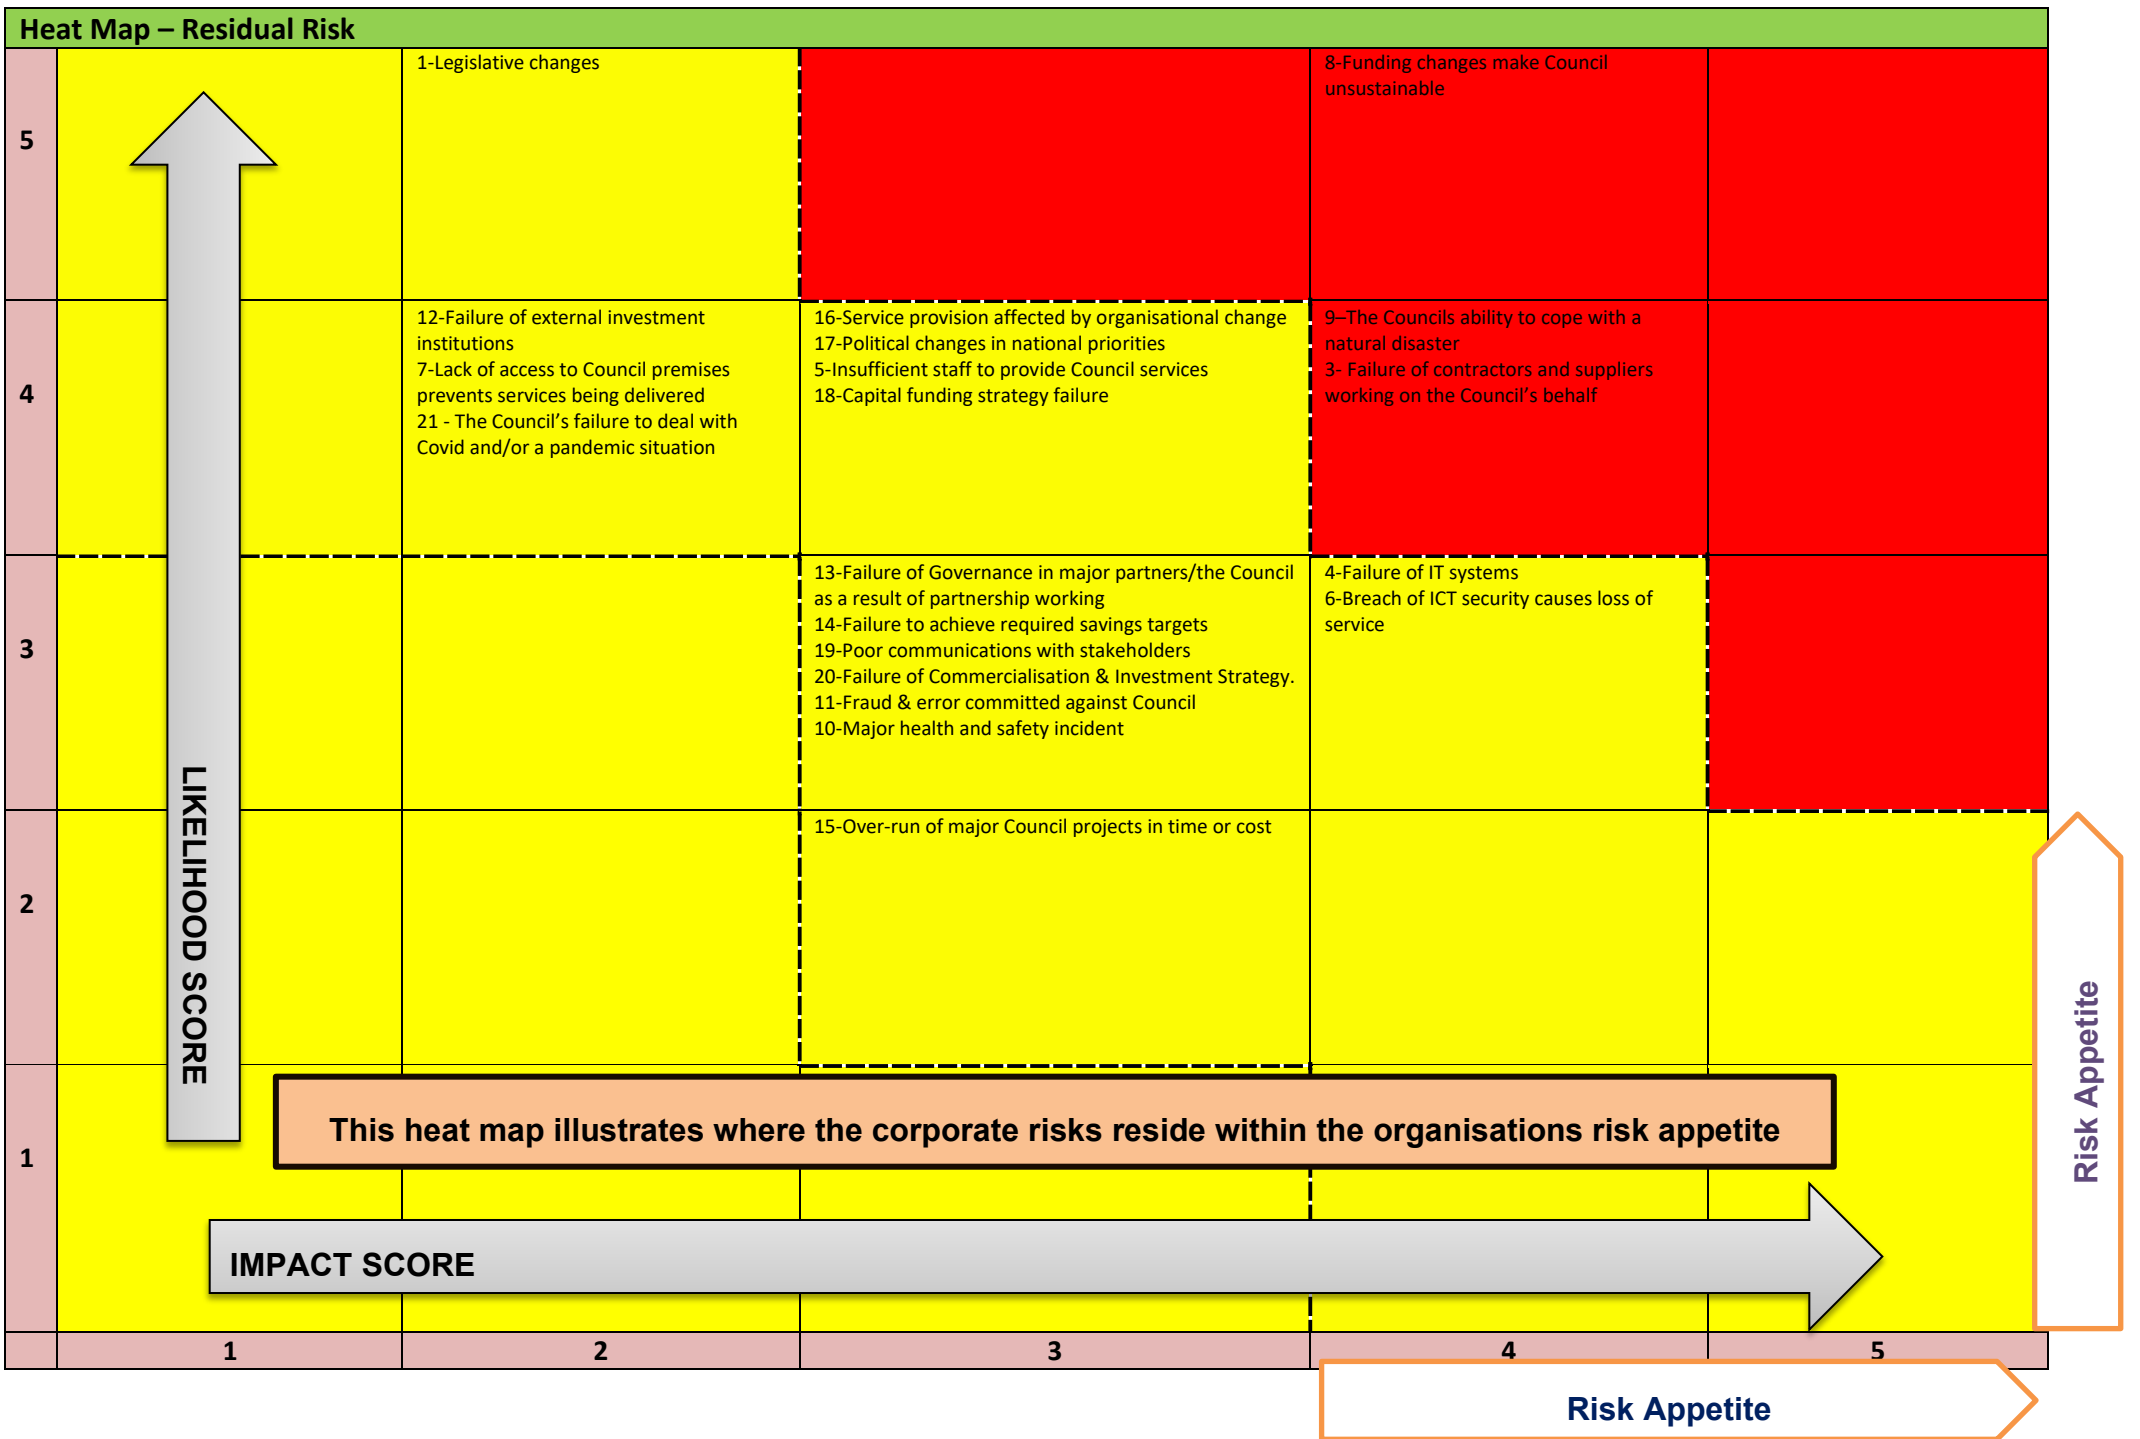 Heat Map – Residual Risk
5
1-Legislative changes
8-Funding changes make Council
unsustainable
4
12-Failure of external investment
institutions
7-Lack of access to Council premises
prevents services being delivered
21 - The Council’s failure to deal with
Covid and/or a pandemic situation
16-Service provision affected by organisational change
17-Political changes in national priorities
5-Insufficient staff to provide Council services
18-Capital funding strategy failure
9–The Councils ability to cope with a
natural disaster
3- Failure of contractors and suppliers
working on the Council’s behalf
3
13-Failure of Governance in major partners/the Council
as a result of partnership working
14-Failure to achieve required savings targets
19-Poor communications with stakeholders
20-Failure of Commercialisation & Investment Strategy.
11-Fraud & error committed against Council
10-Major health and safety incident
4-Failure of IT systems
6-Breach of ICT security causes loss of
service
LIKELIHOOD SCORE
2
15-Over-run of major Council projects in time or cost
Risk Appetite
1
This heat map illustrates where the corporate risks reside within the organisations risk appetite
IMPACT SCORE
1
2
3
4
5
Risk Appetite